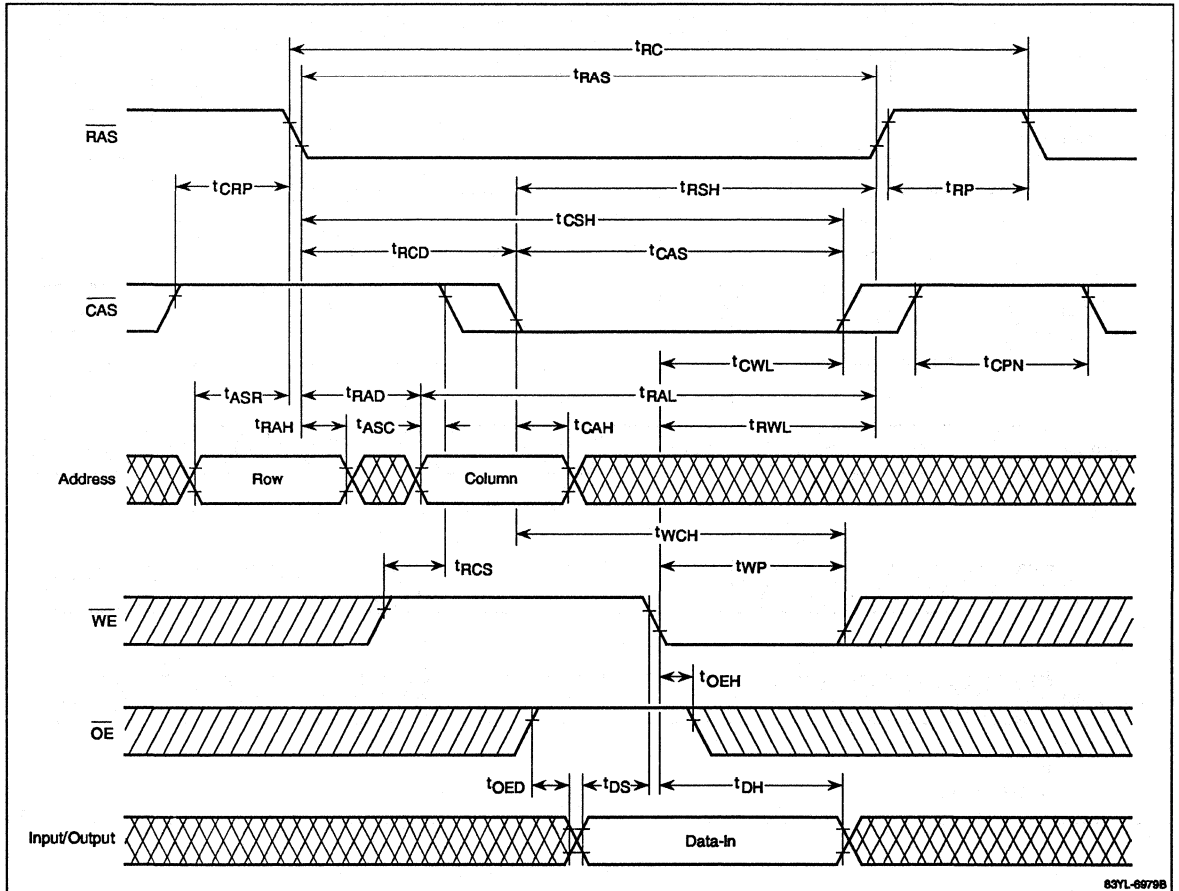 tRC
tRAS
RAS
tCRP
tRSH
tRP
tCSH
tRCD
tCAS
CAS
tCWL
tCPN
tASR
tRAD
tRAL
tRAH
tASC
tCAH
tRWL
Address
Row
Column
tWCH
tRCS
tWP
WE
tOEH
OE
tOED
tDS
tDH
Input/Output
Data-In
83YL-6979B